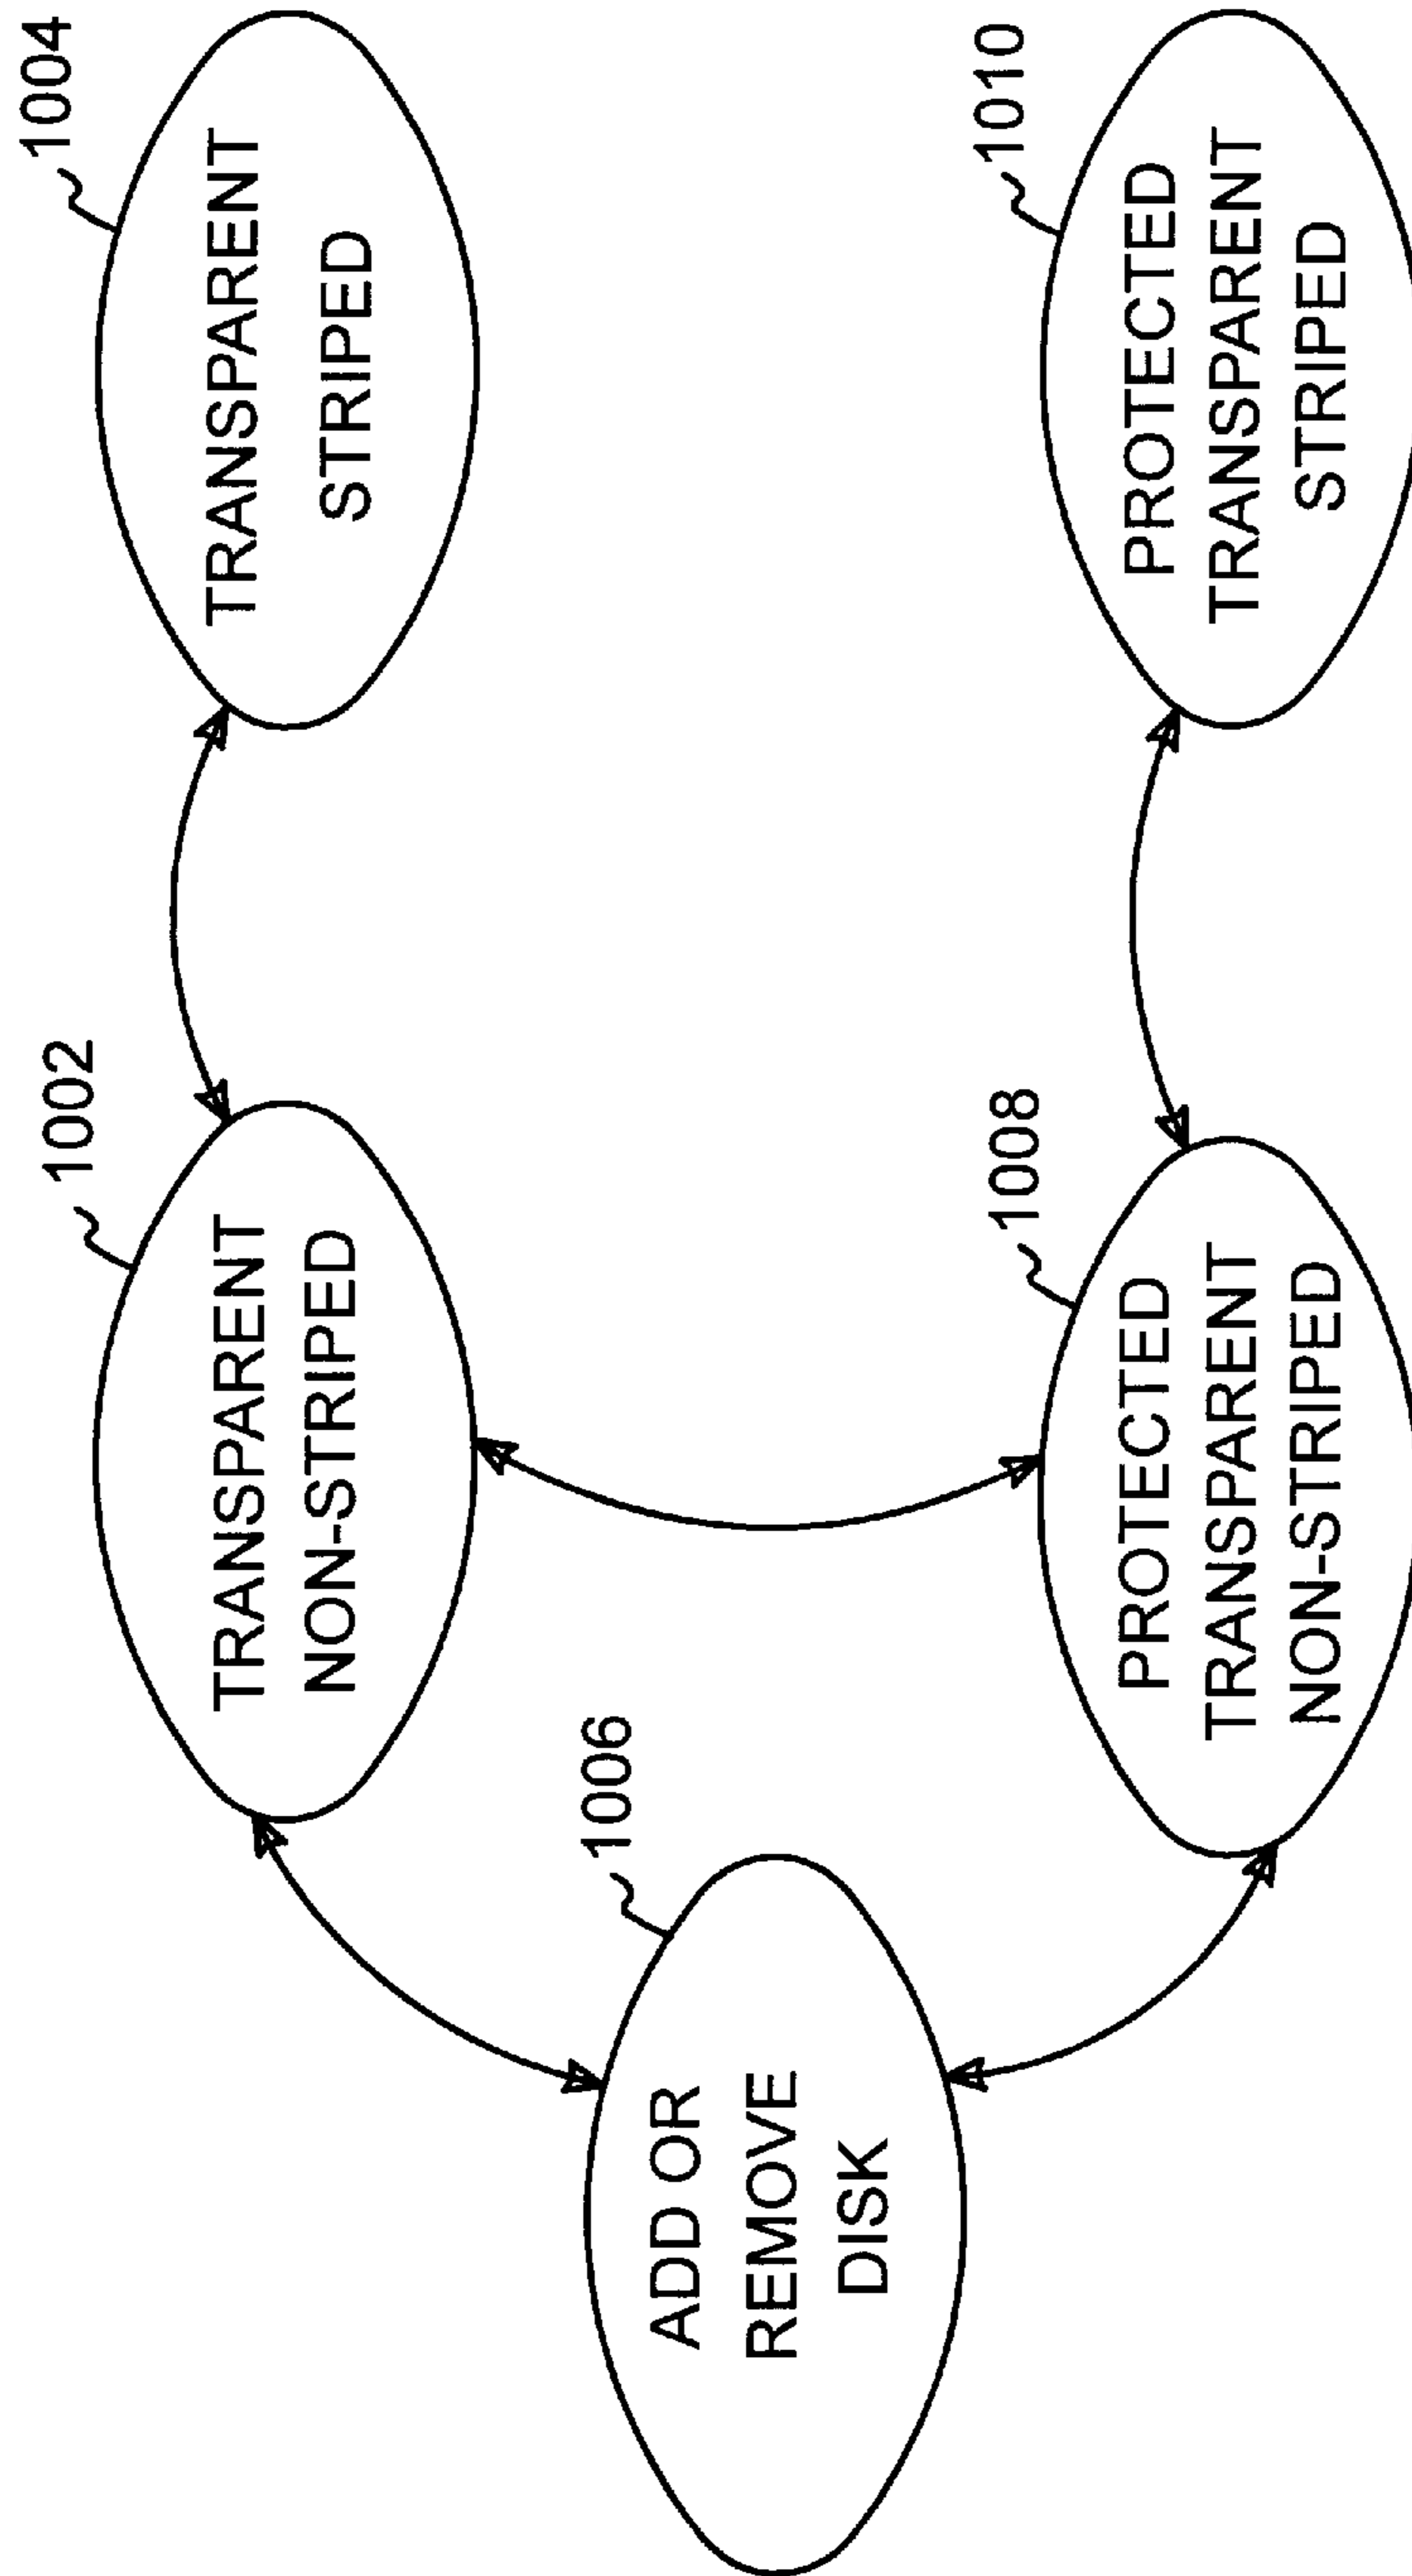 1002
TRANSPARENT
NON-STRIPED
1004
TRANSPARENT
STRIPED
1006
ADD OR
REMOVE
DISK
1008
PROTECTED
TRANSPARENT
NON-STRIPED
1010
PROTECTED
TRANSPARENT
STRIPED